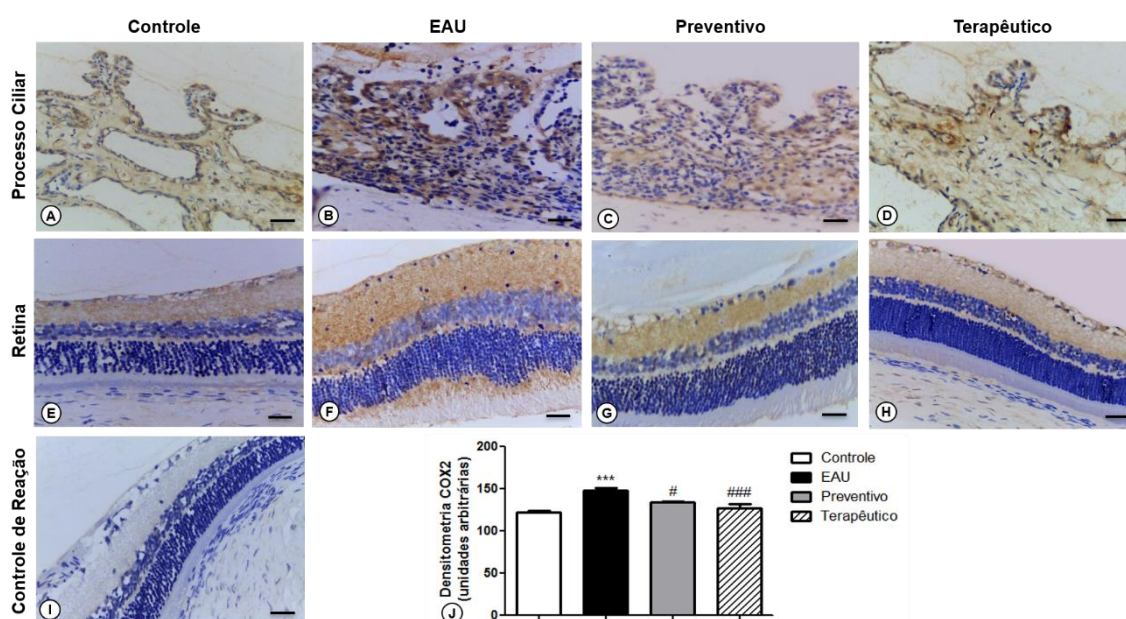 Controle EAU Preventivo Terapêutico
Processo Ciliar
A B C D
Retina
E F G H
Controle de Reação
I
Densitometria COX2
(unidades arbitrárias)
200
150
100
50
0
*** # ###
Controle
EAU
Preventivo
Terapêutico
J